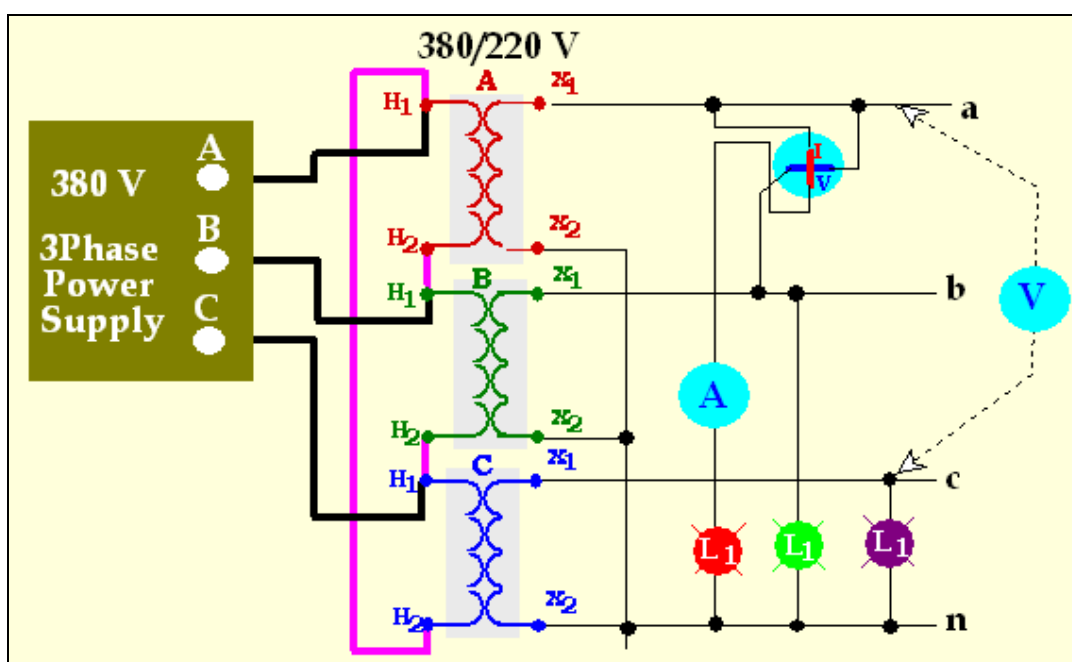 380/220 V
A
H1
x1
a
A
380 V
I
V
B
3Phase
Power
Supply
C
H2
x2
B
H1
x1
b
V
A
H2
x2
C
H1
x1
c
L1
L1
L1
H2
x2
n